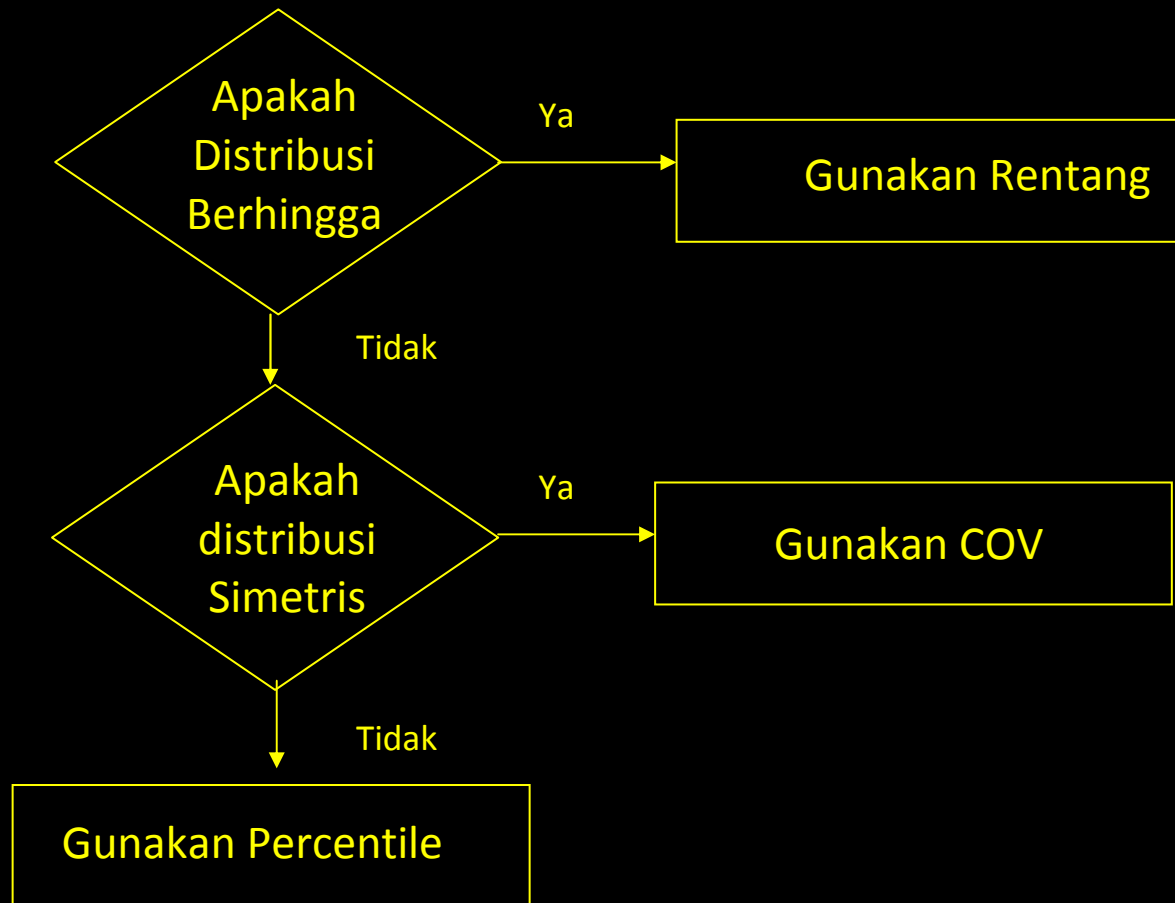 Apakah
Distribusi
Berhingga
Ya
Gunakan Rentang
Tidak
Apakah
distribusi
Simetris
Ya
Gunakan COV
Tidak
Gunakan Percentile